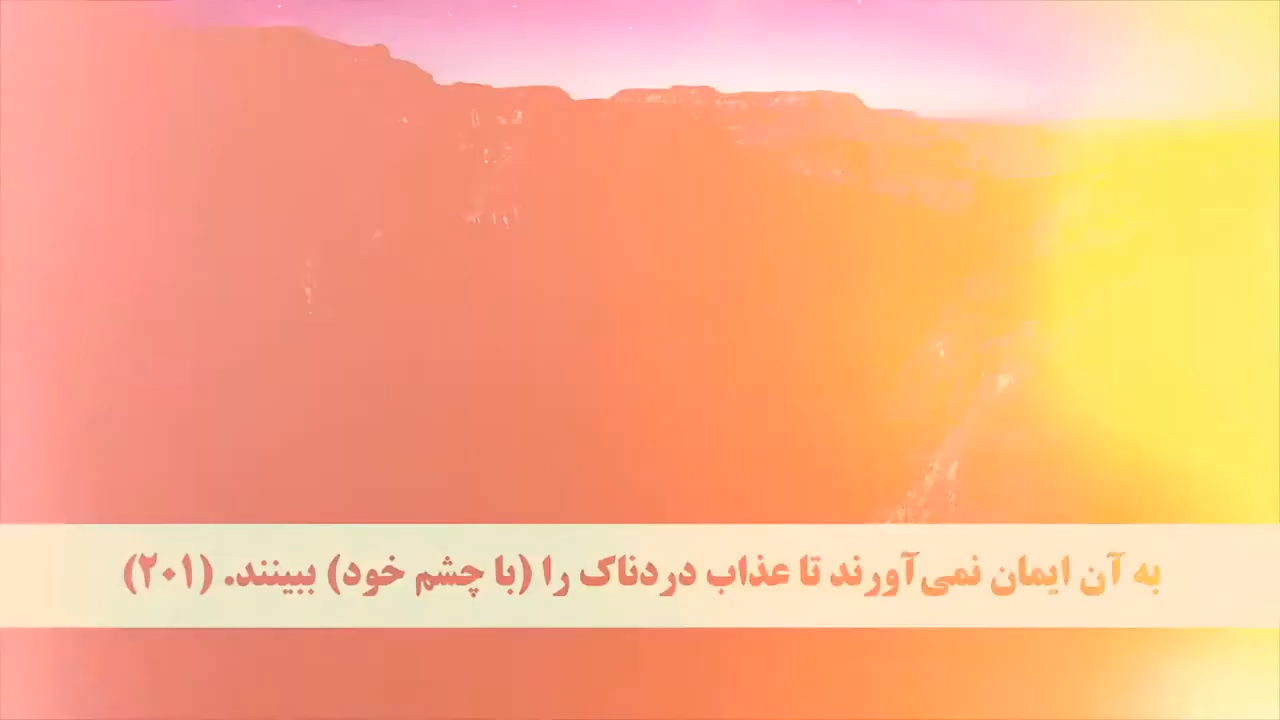 به آن ایمان نمی‌آورند تا عذاب دردناک را (با چشم خود) ببینند. (۲۰۱)